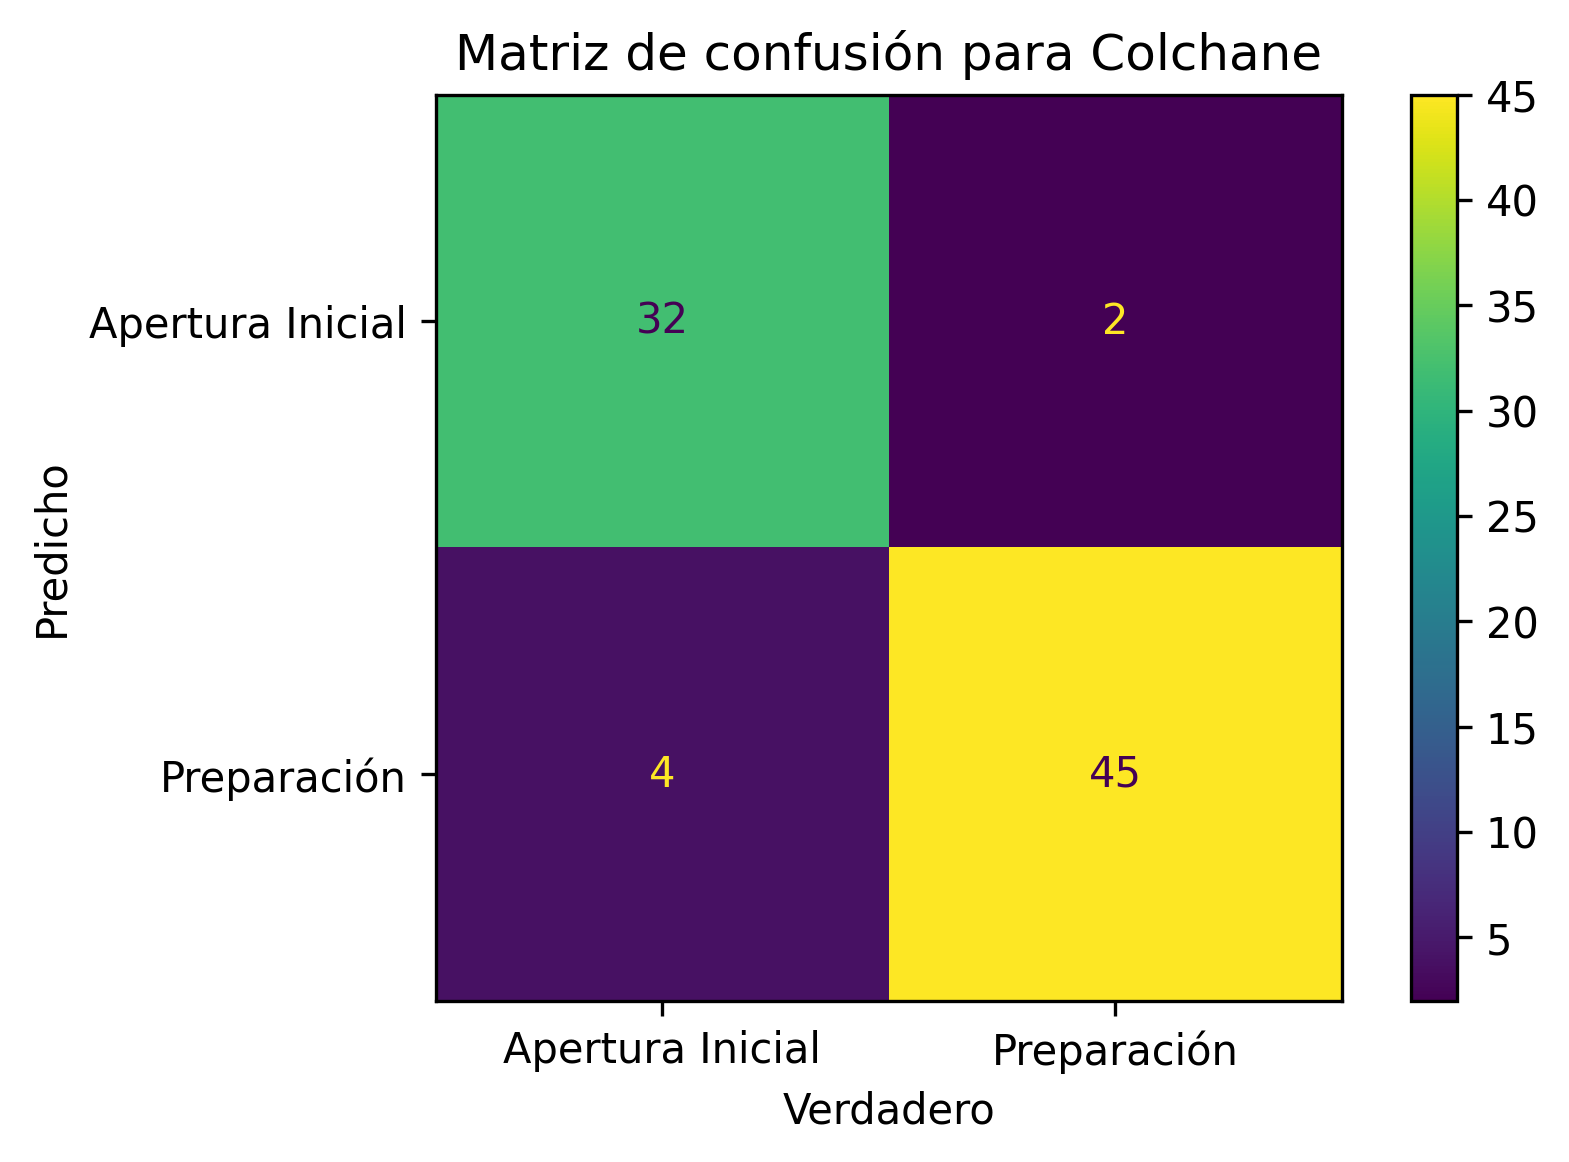 Matriz de confusión para Colchane
Predicho
Apertura Inicial
Preparación
32
2
4
45
Apertura Inicial
Preparación
Verdadero
45
40
35
30
25
20
15
10
5